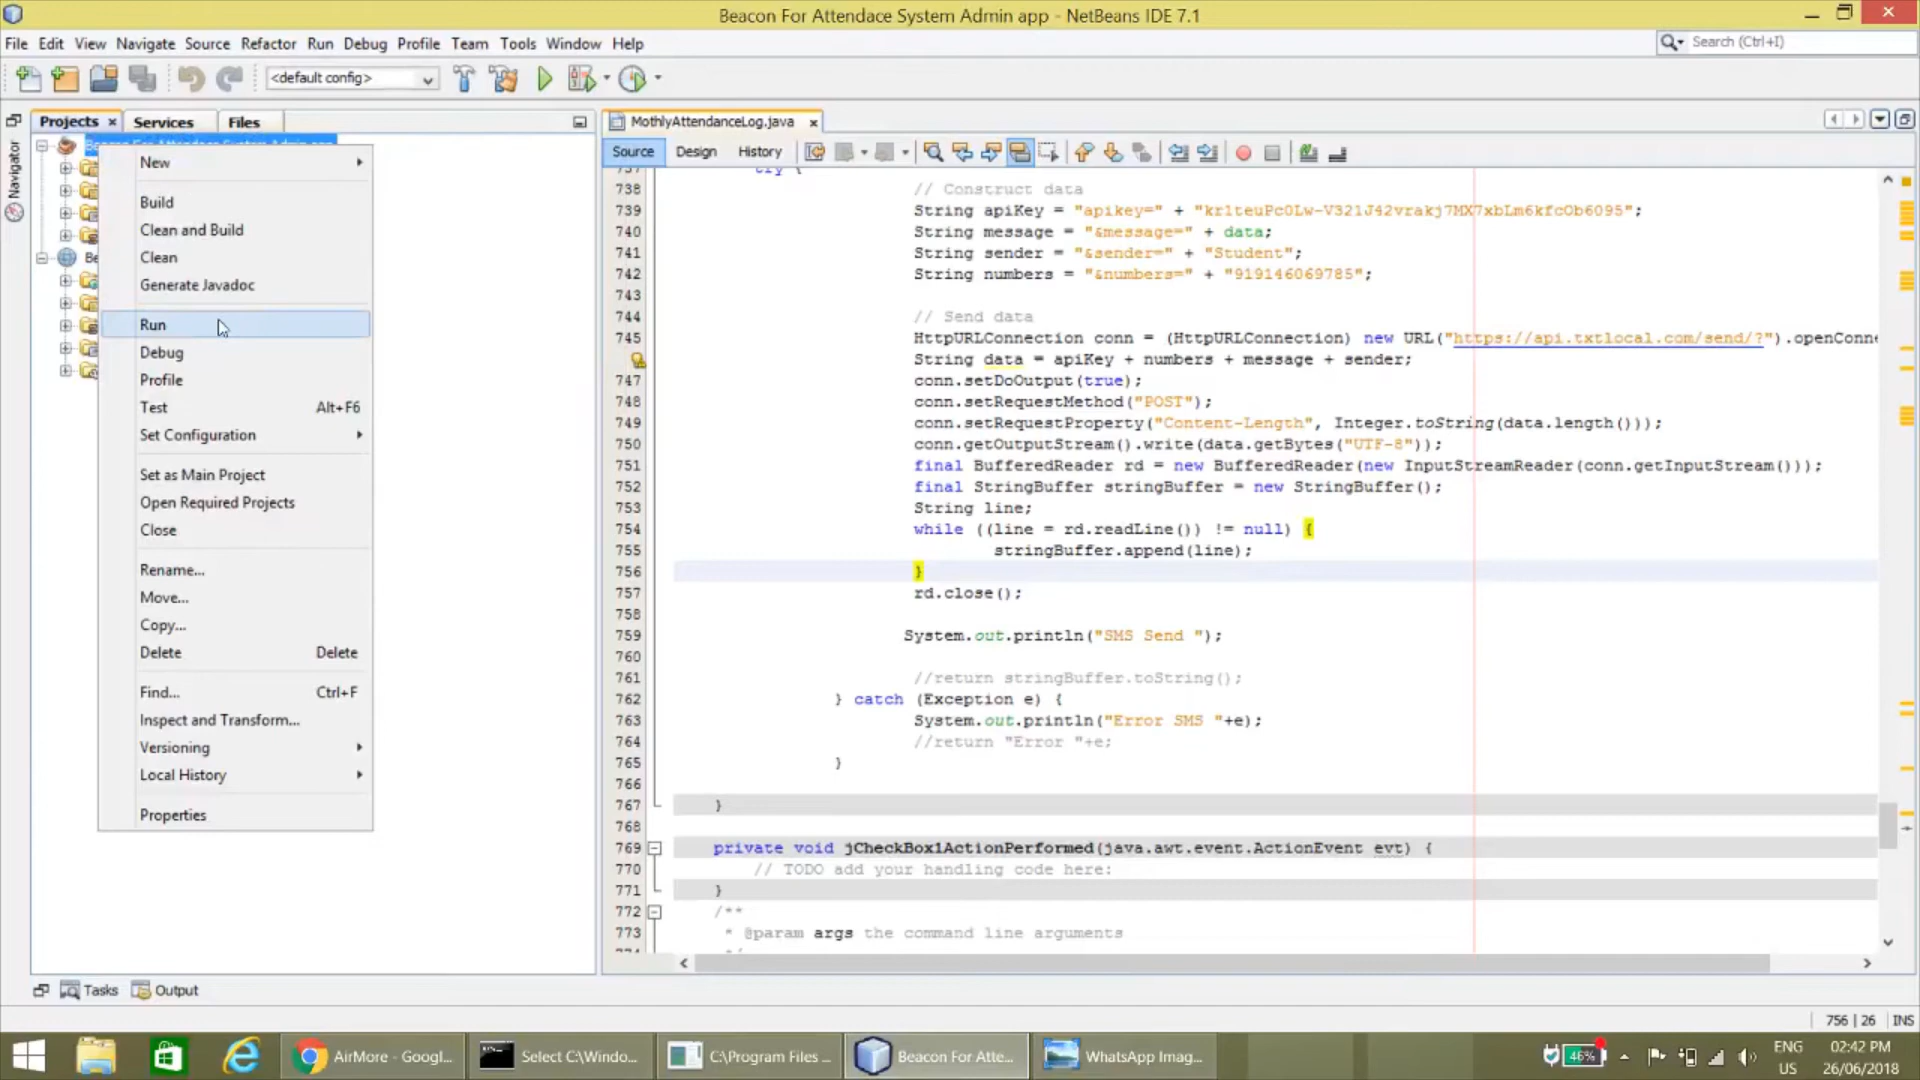 Beacon For Attendace System Admin app - NetBeans IDE 7.1
File Edit View Navigate Source Refactor Run Debug Profile Team Tools Window Help
Search (Ctrl+I)
<default config>
Projects Services Files
MothlyAttendanceLog.java
Navigator
Source Design History
New
Build
Clean and Build
Clean
Generate Javadoc
Run
Debug
Profile
Test Alt+F6
Set Configuration
Set as Main Project
Open Required Projects
Close
Rename...
Move...
Copy...
Delete Delete
Find... Ctrl+F
Inspect and Transform...
Versioning
Local History
Properties
Be
try {
738 // Construct data
739 String apiKey = "apikey=" + "kr1teuPc0Lw-V321J42vrakj7MX7xbLm6kfcOb6095";
740 String message = "&message=" + data;
741 String sender = "&sender=" + "Student";
742 String numbers = "&numbers=" + "919146069785";
743
744 // Send data
745 HttpURLConnection conn = (HttpURLConnection) new URL("https://api.txtlocal.com/send/?").openConne
String data = apiKey + numbers + message + sender;
747 conn.setDoOutput(true);
748 conn.setRequestMethod("POST");
749 conn.setRequestProperty("Content-Length", Integer.toString(data.length()));
750 conn.getOutputStream().write(data.getBytes("UTF-8"));
751 final BufferedReader rd = new BufferedReader(new InputStreamReader(conn.getInputStream()));
752 final StringBuffer stringBuffer = new StringBuffer();
753 String line;
754 while ((line = rd.readLine()) != null) {
755 stringBuffer.append(line);
756 }
757 rd.close();
758
759 System.out.println("SMS Send ");
760
761 //return stringBuffer.toString();
762 } catch (Exception e) {
763 System.out.println("Error SMS "+e);
764 //return "Error "+e;
765 }
766
767 }
768
769 private void jCheckBox1ActionPerformed(java.awt.event.ActionEvent evt) {
770 // TODO add your handling code here:
771 }
772 /**
773 * @param args the command line arguments
Tasks Output
756 | 26 INS
AirMore - Googl...
Select C:\Windo...
C:\Program Files ...
Beacon For Atte...
WhatsApp Imag...
46%
ENG
US
02:42 PM
26/06/2018